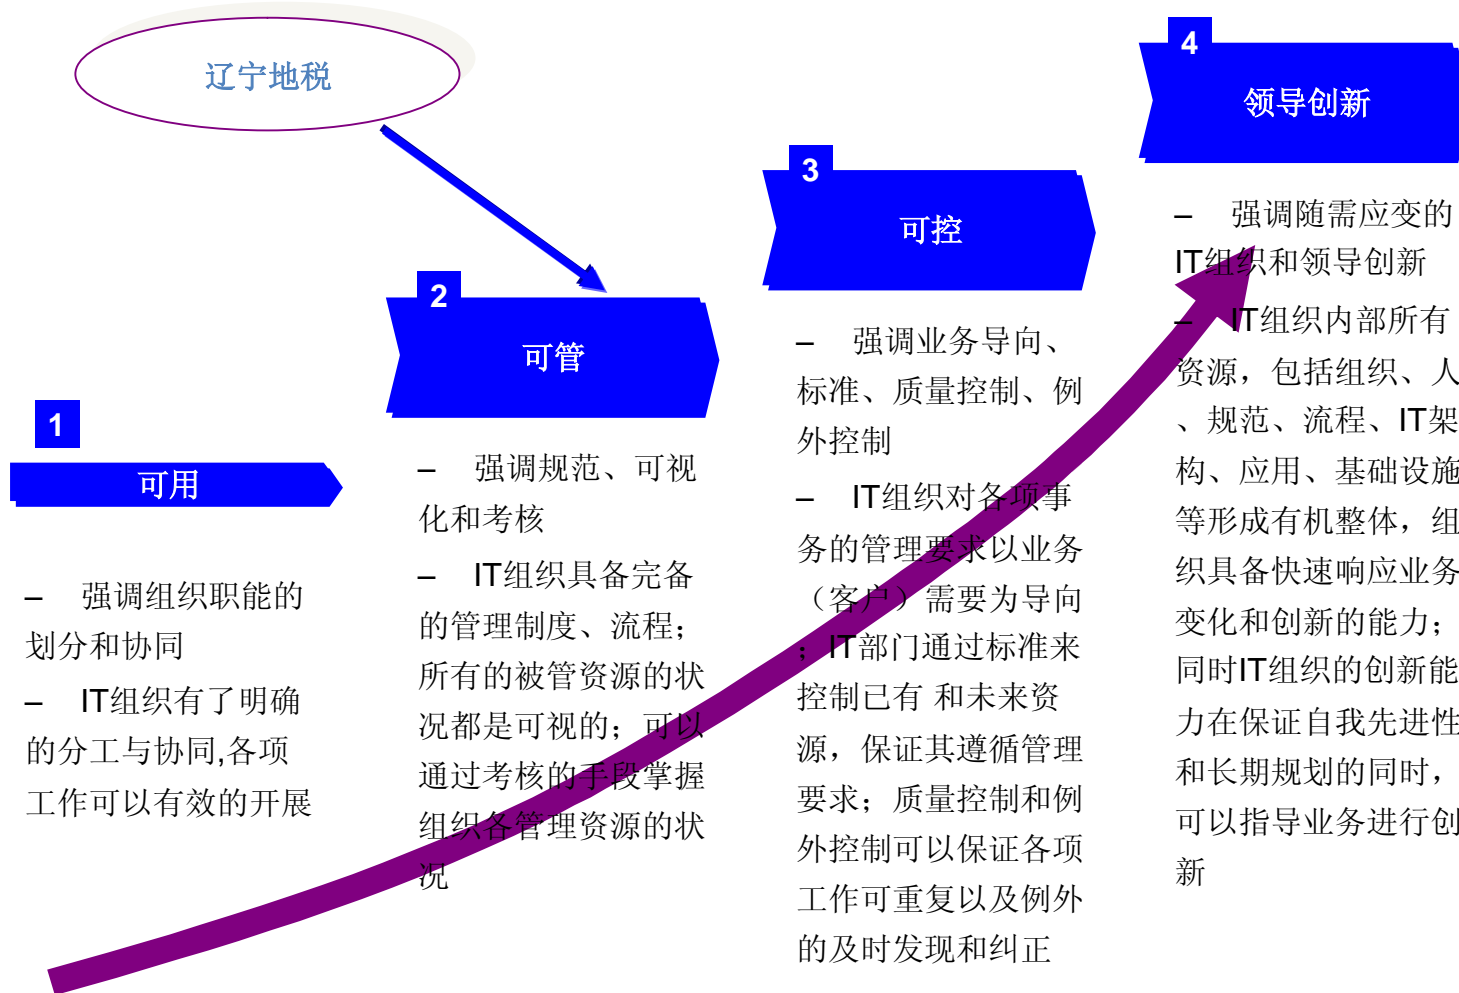 辽宁地税
1
可用
– 强调组织职能的
划分和协同
– IT组织有了明确
的分工与协同,各项
工作可以有效的开展
2
可管
– 强调规范、可视
化和考核
– IT组织具备完备
的管理制度、流程；
所有的被管资源的状
况都是可视的；可以
通过考核的手段掌握
组织各管理资源的状
况
3
可控
– 强调业务导向、
标准、质量控制、例
外控制
– IT组织对各项事
务的管理要求以业务
（客户）需要为导向
；IT部门通过标准来
控制已有 和未来资
源，保证其遵循管理
要求；质量控制和例
外控制可以保证各项
工作可重复以及例外
的及时发现和纠正
4
领导创新
– 强调随需应变的
IT组织和领导创新
– IT组织内部所有
资源，包括组织、人
、规范、流程、IT架
构、应用、基础设施
等形成有机整体，组
织具备快速响应业务
变化和创新的能力；
同时IT组织的创新能
力在保证自我先进性
和长期规划的同时，
可以指导业务进行创
新